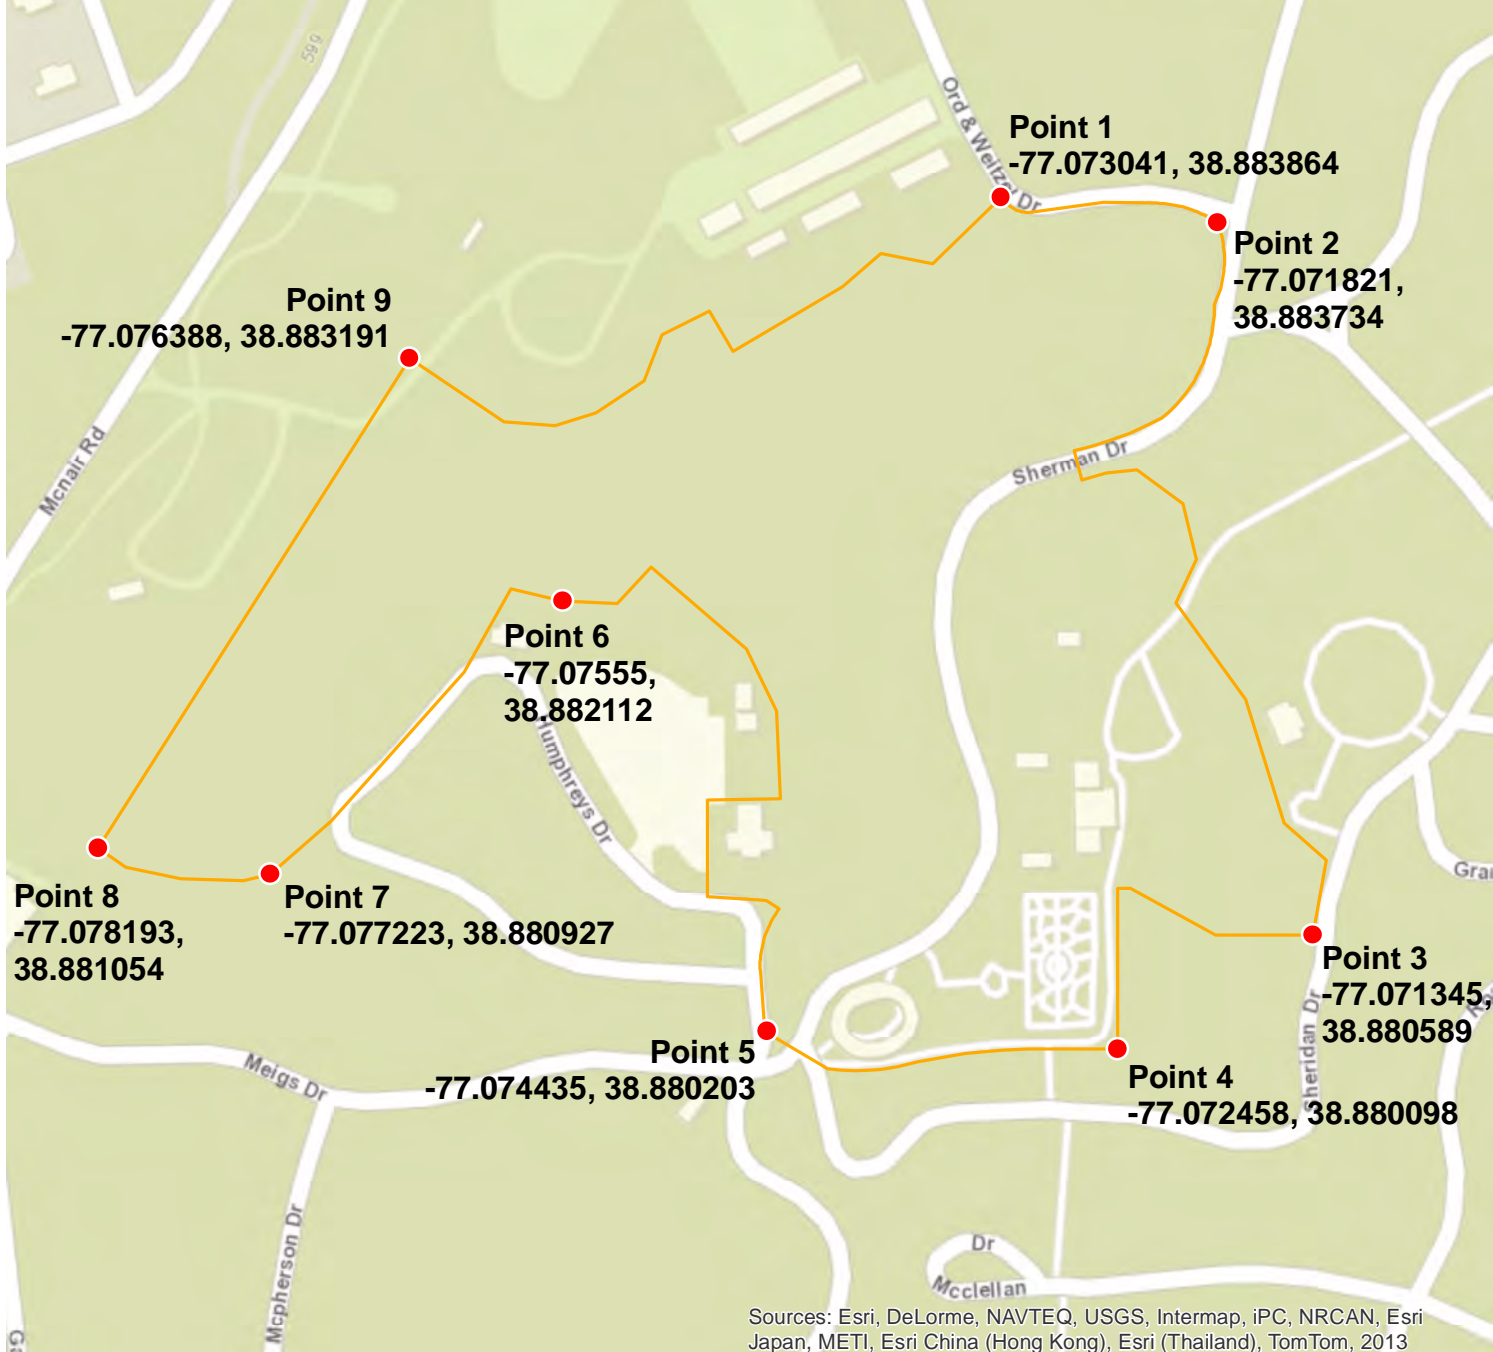 599
Ord & Weitzel Dr
Point 1
-77.073041, 38.883864
Point 2
-77.071821,
38.883734
Point 9
-77.076388, 38.883191
Mcnair Rd
Sherman Dr
Point 6
-77.07555,
38.882112
Humphreys Dr
Point 8
-77.078193,
38.881054
Point 7
-77.077223, 38.880927
Point 3
-77.071345,
38.880589
Sheridan Dr
Point 5
-77.074435, 38.880203
Point 4
-77.072458, 38.880098
Meigs Dr
Mcpherson Dr
Dr
Mcclellan
Sources: Esri, DeLorme, NAVTEQ, USGS, Intermap, iPC, NRCAN, Esri
Japan, METI, Esri China (Hong Kong), Esri (Thailand), TomTom, 2013